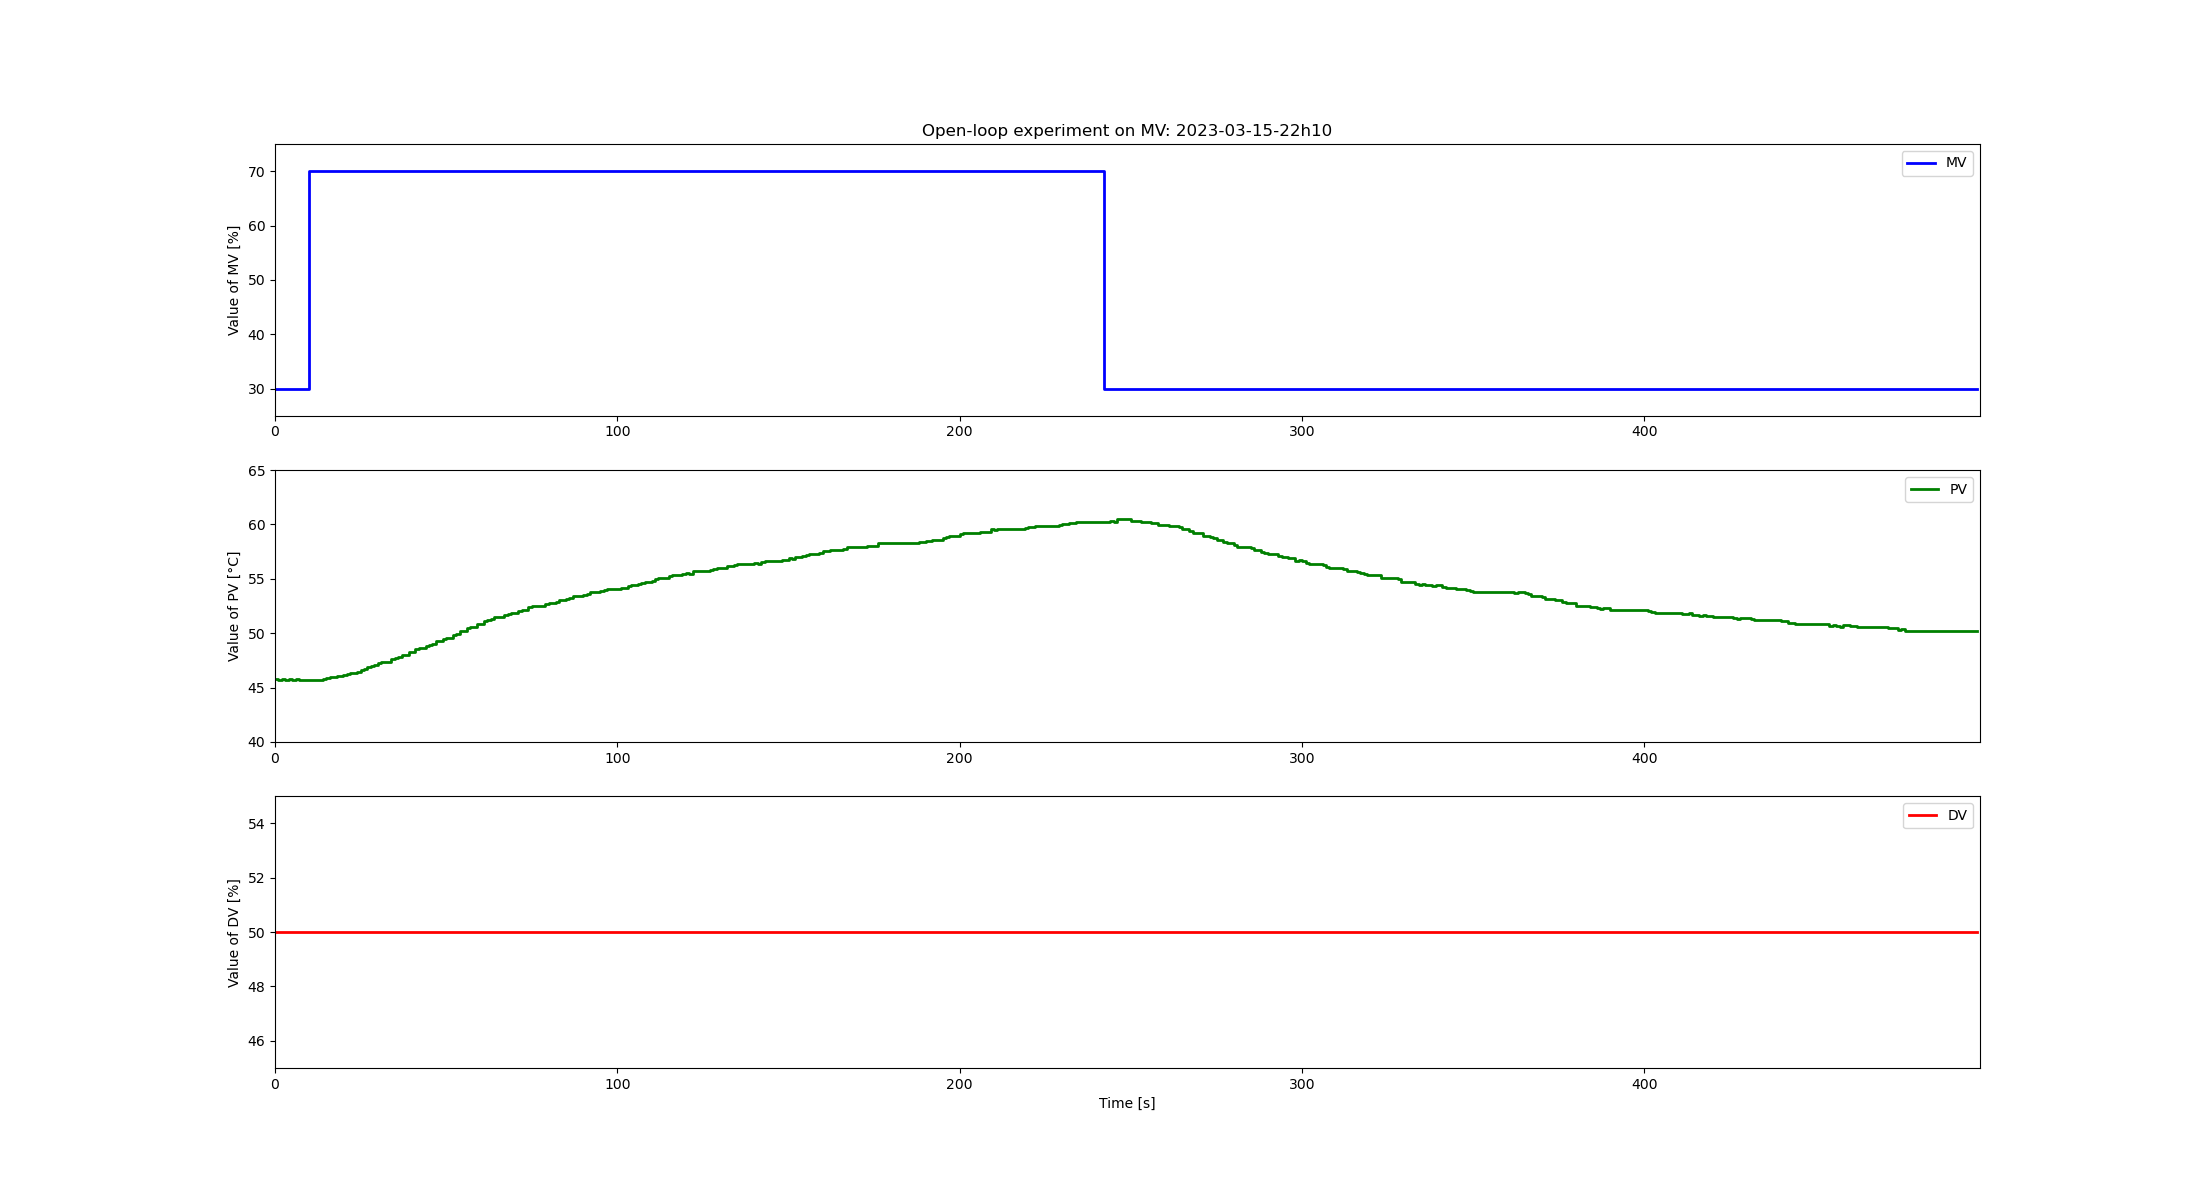 Open-loop experiment on MV: 2023-03-15-22h10
Value of MV [%]
70
60
50
40
30
MV
0 100 200 300 400
Value of PV [°C]
65
60
55
50
45
40
PV
0 100 200 300 400
Value of DV [%]
54
52
50
48
46
DV
0 100 200 300 400
Time [s]